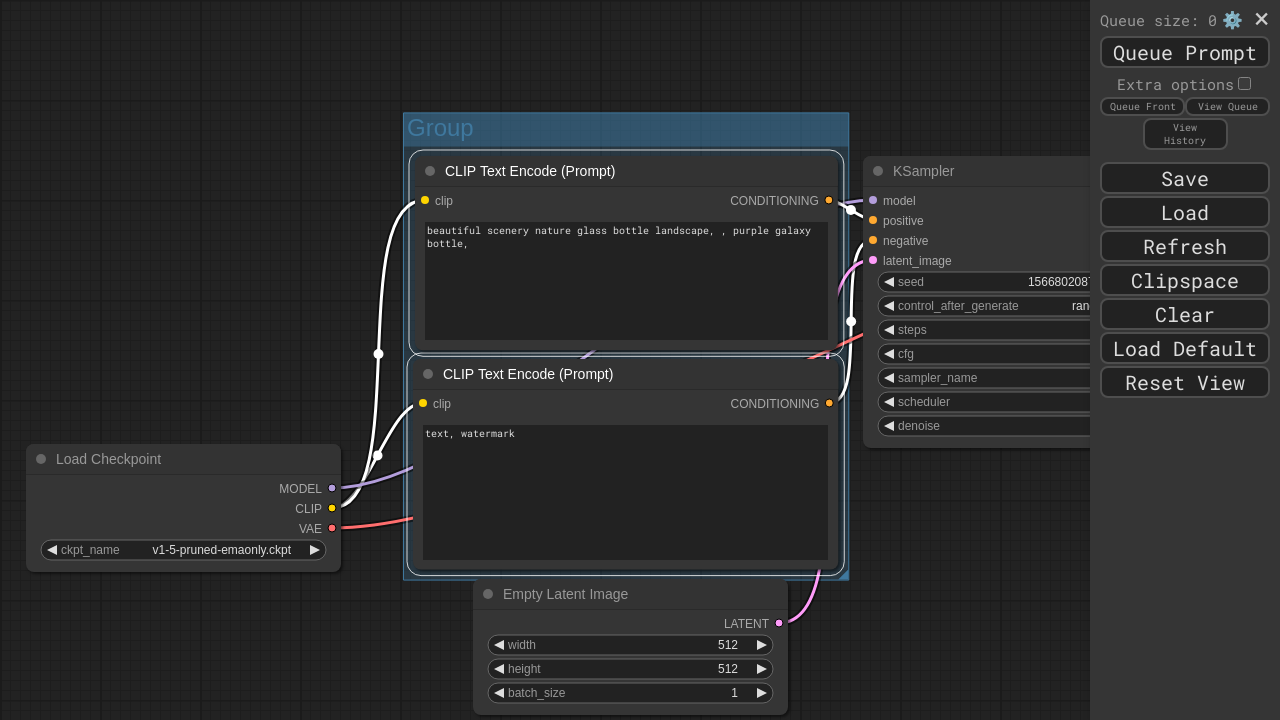 Queue size: 0
Queue Prompt
Extra options
Queue Front
View Queue
View
History
Save
Load
Refresh
Clipspace
Clear
Load Default
Reset View
Group
CLIP Text Encode (Prompt)
clip
CONDITIONING
beautiful scenery nature glass bottle landscape, , purple galaxy
bottle,
CLIP Text Encode (Prompt)
clip
CONDITIONING
text, watermark
KSampler
model
positive
negative
latent_image
seed
control_after_generate
steps
cfg
sampler_name
scheduler
denoise
Load Checkpoint
MODEL
CLIP
VAE
ckpt_name v1-5-pruned-emaonly.ckpt
Empty Latent Image
LATENT
width 512
height 512
batch_size 1